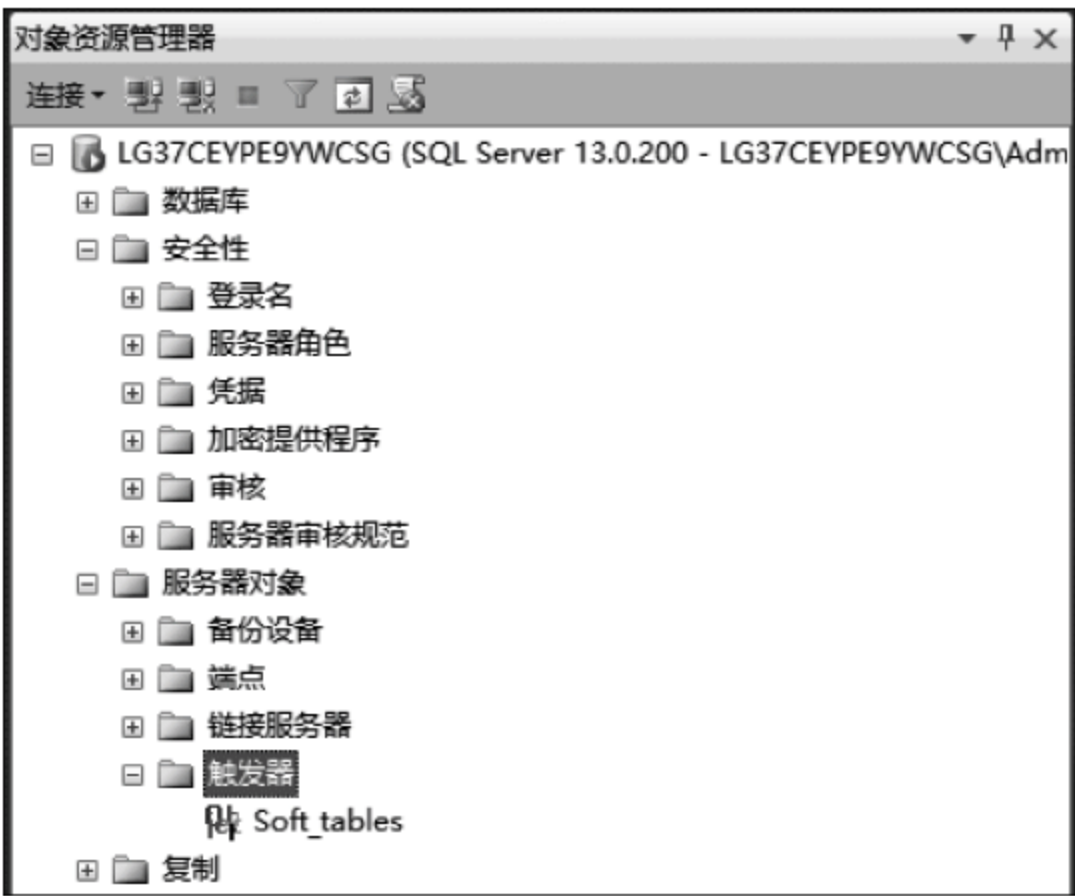 对象资源管理器
连接
LG37CEYPE9YWCSG (SQL Server 13.0.200 - LG37CEYPE9YWCSG\Adm
数据库
安全性
登录名
服务器角色
凭据
加密提供程序
审核
服务器审核规范
服务器对象
备份设备
端点
链接服务器
触发器
Soft_tables
复制